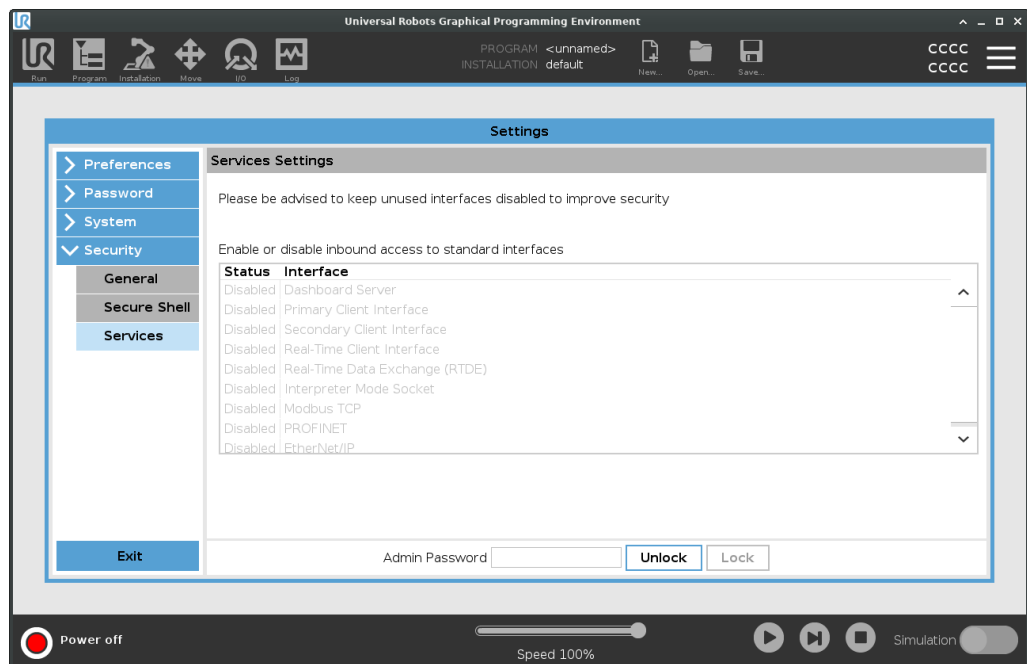 UR
Universal Robots Graphical Programming Environment
UR
Run
Program
Installation
Move
I/O
Log
PROGRAM <unnamed>
INSTALLATION default
New...
Open...
Save...
CCCC
CCCC
Settings
Preferences
Password
System
Security
General
Secure Shell
Services
Exit
Services Settings
Please be advised to keep unused interfaces disabled to improve security
Enable or disable inbound access to standard interfaces
Status Interface
Disabled Dashboard Server
Disabled Primary Client Interface
Disabled Secondary Client Interface
Disabled Real-Time Client Interface
Disabled Real-Time Data Exchange (RTDE)
Disabled Interpreter Mode Socket
Disabled Modbus TCP
Disabled PROFINET
Disabled EtherNet/IP
Admin Password Unlock Lock
Power off
Speed 100%
Simulation